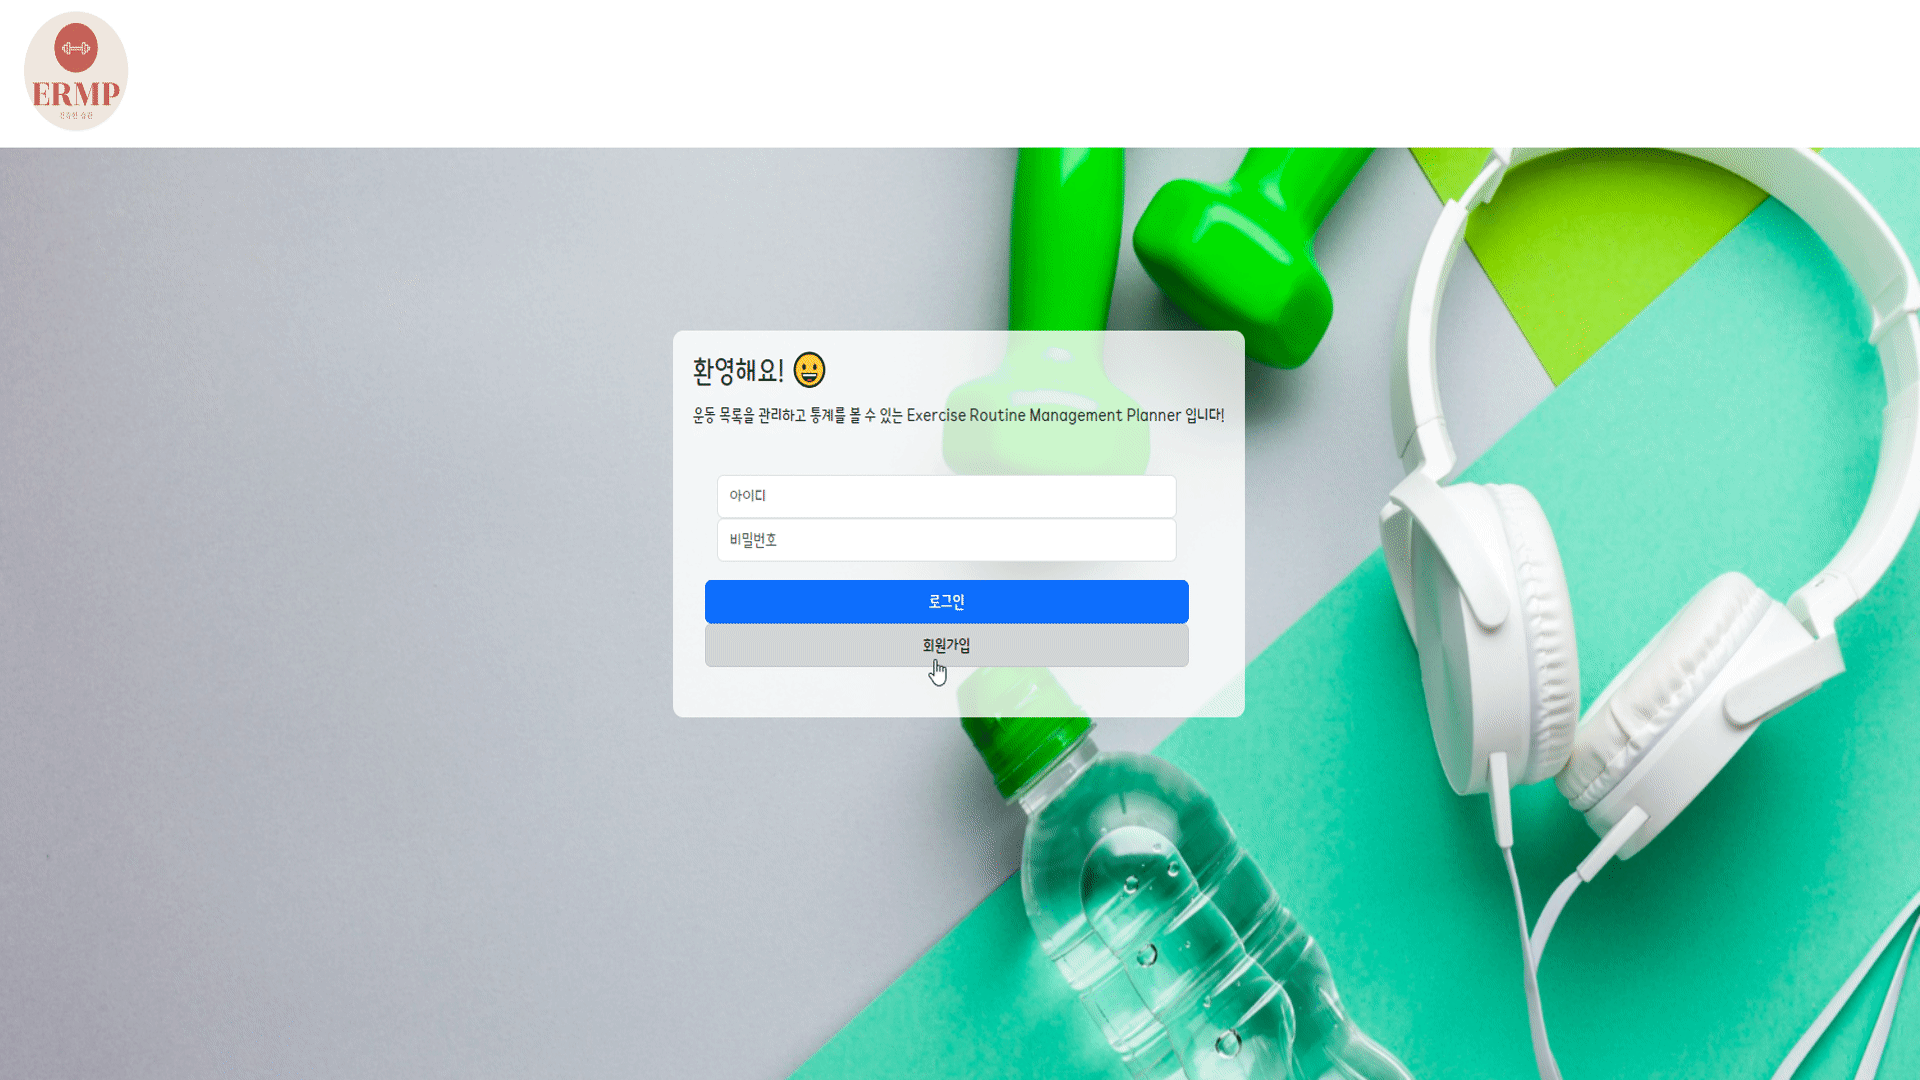 ERMP
환영해요! 😀
운동 목록을 관리하고 통계를 볼 수 있는 Exercise Routine Management Planner 입니다!
아이디
비밀번호
로그인
회원가입